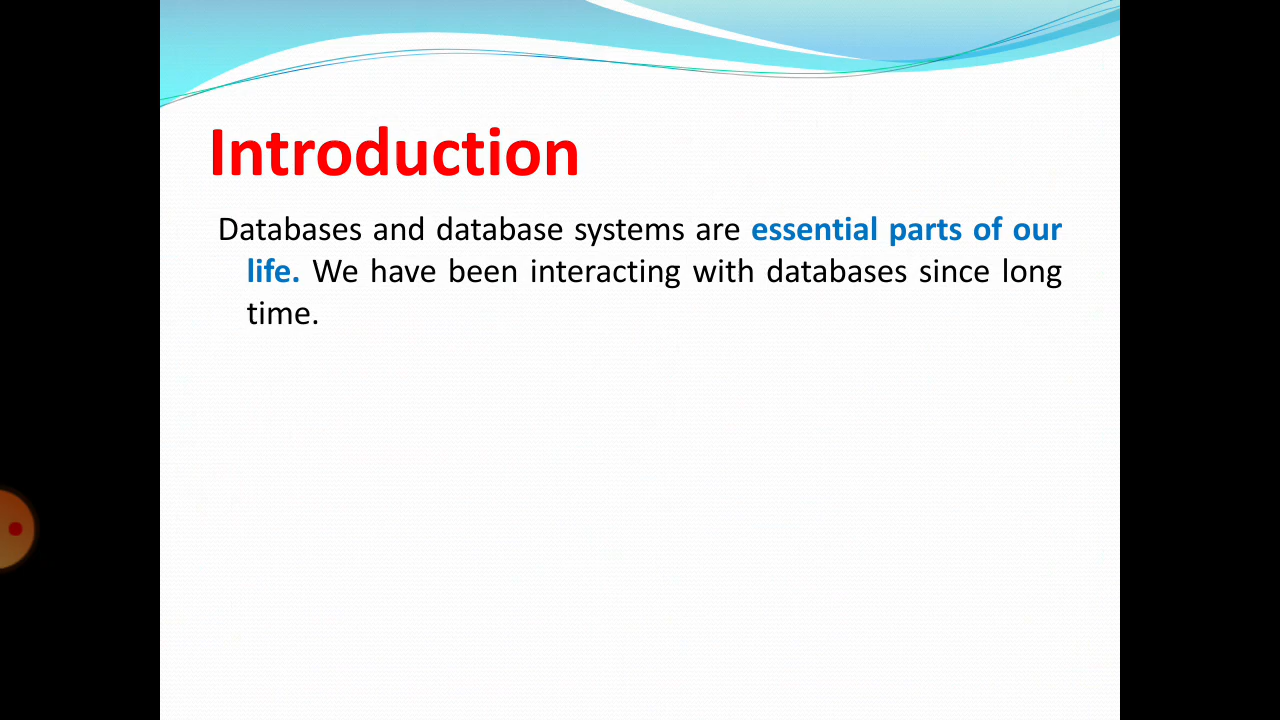 Introduction
Databases and database systems are essential parts of our
life. We have been interacting with databases since long
time.